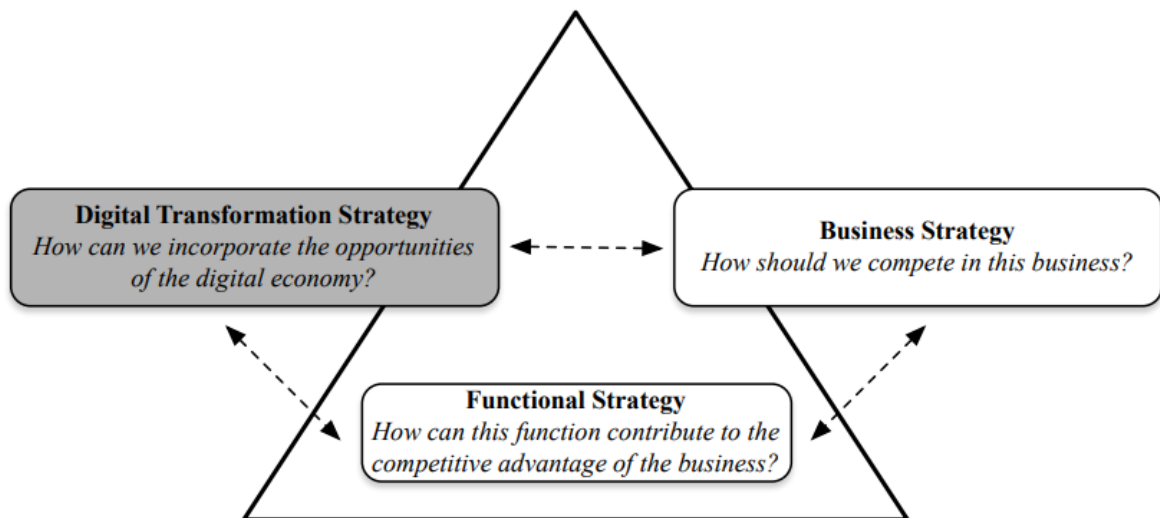 Digital Transformation Strategy
How can we incorporate the opportunities
of the digital economy?
Business Strategy
How should we compete in this business?
Functional Strategy
How can this function contribute to the
competitive advantage of the business?